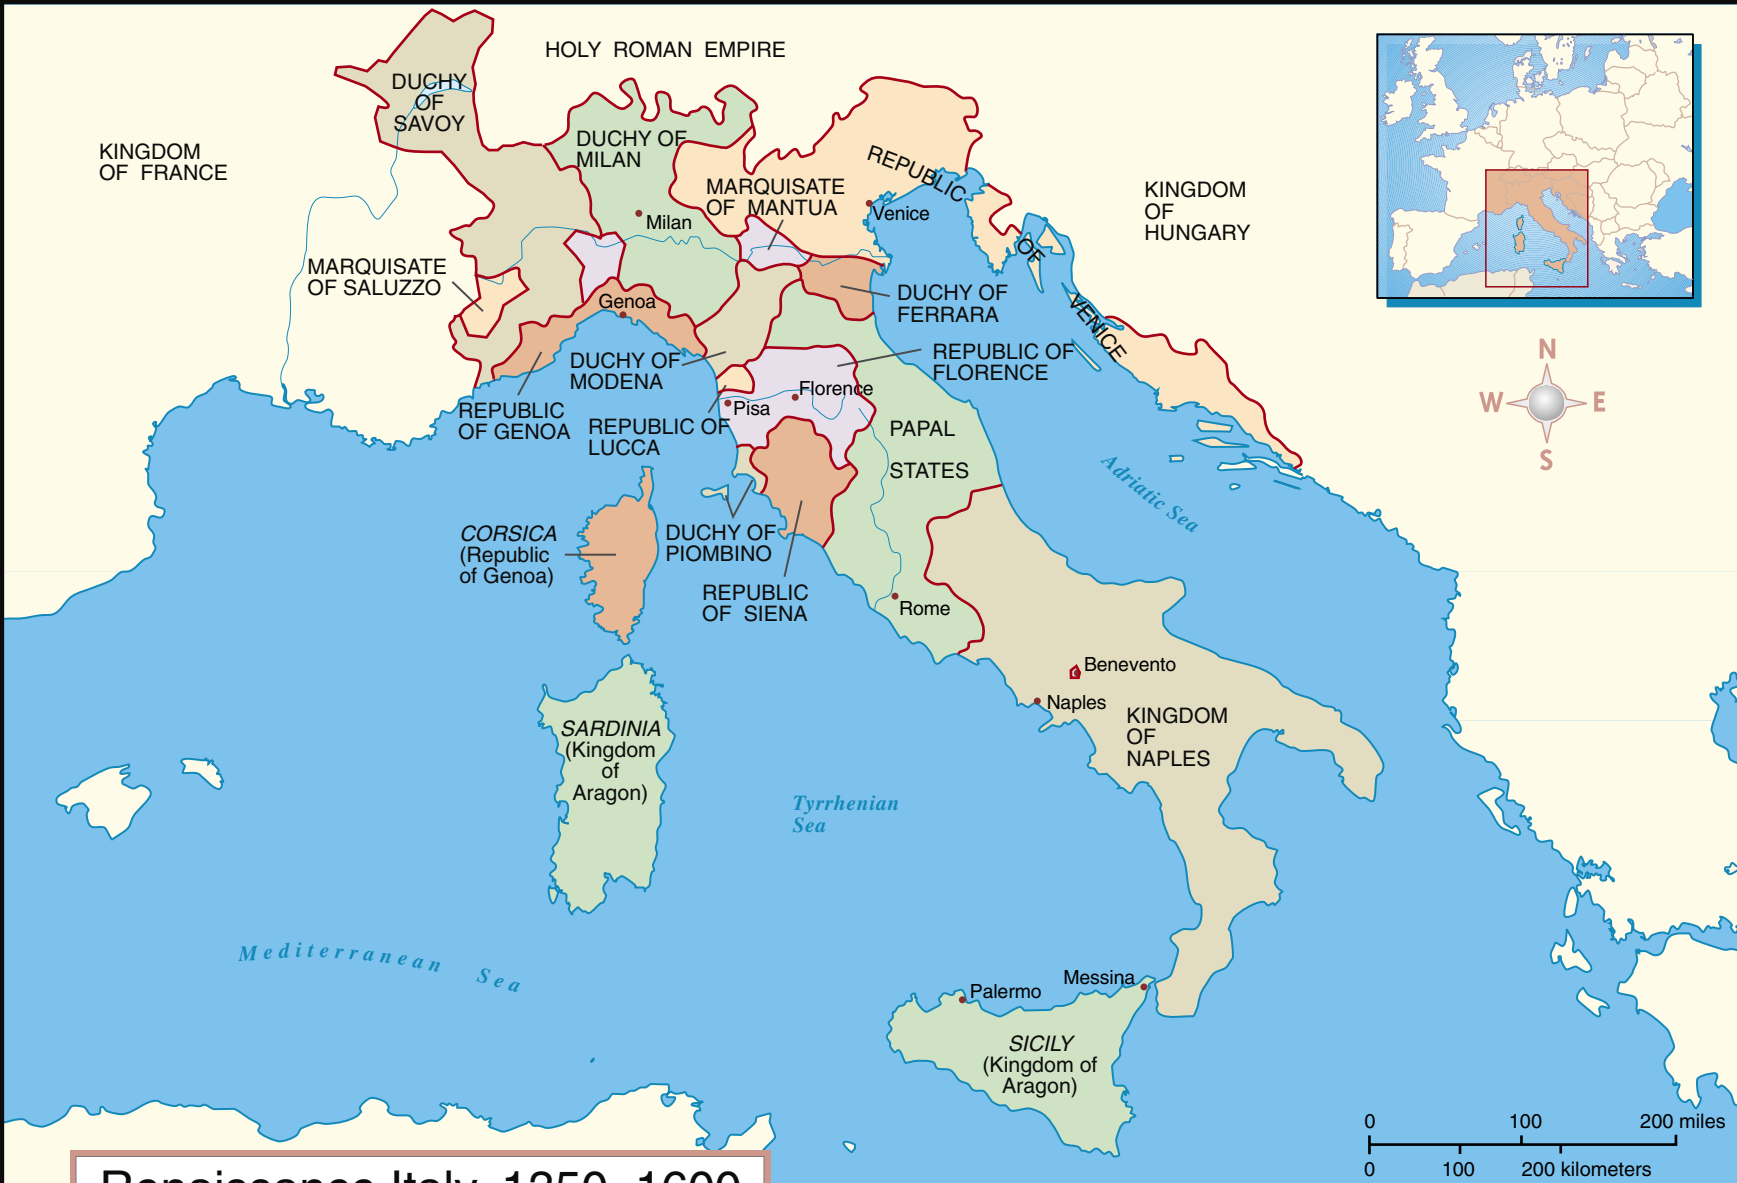 HOLY ROMAN EMPIRE
DUCHY
OF
SAVOY
KINGDOM
OF FRANCE
DUCHY OF
MILAN
Milan
MARQUISATE
OF MANTUA
REPUBLIC
OF
VENICE
Venice
KINGDOM
OF
HUNGARY
MARQUISATE
OF SALUZZO
Genoa
DUCHY OF
FERRARA
DUCHY OF
MODENA
REPUBLIC OF
FLORENCE
Florence
Pisa
REPUBLIC
OF GENOA
REPUBLIC OF
LUCCA
PAPAL
STATES
Adriatic Sea
N
W
E
S
CORSICA
(Republic
of Genoa)
DUCHY OF
PIOMBINO
REPUBLIC
OF SIENA
Rome
Benevento
Naples
KINGDOM
OF
NAPLES
SARDINIA
(Kingdom
of
Aragon)
Tyrrhenian
Sea
Mediterranean Sea
Messina
Palermo
SICILY
(Kingdom of
Aragon)
0 100 200 miles
0 100 200 kilometers
Renaissance Italy, 1350–1600